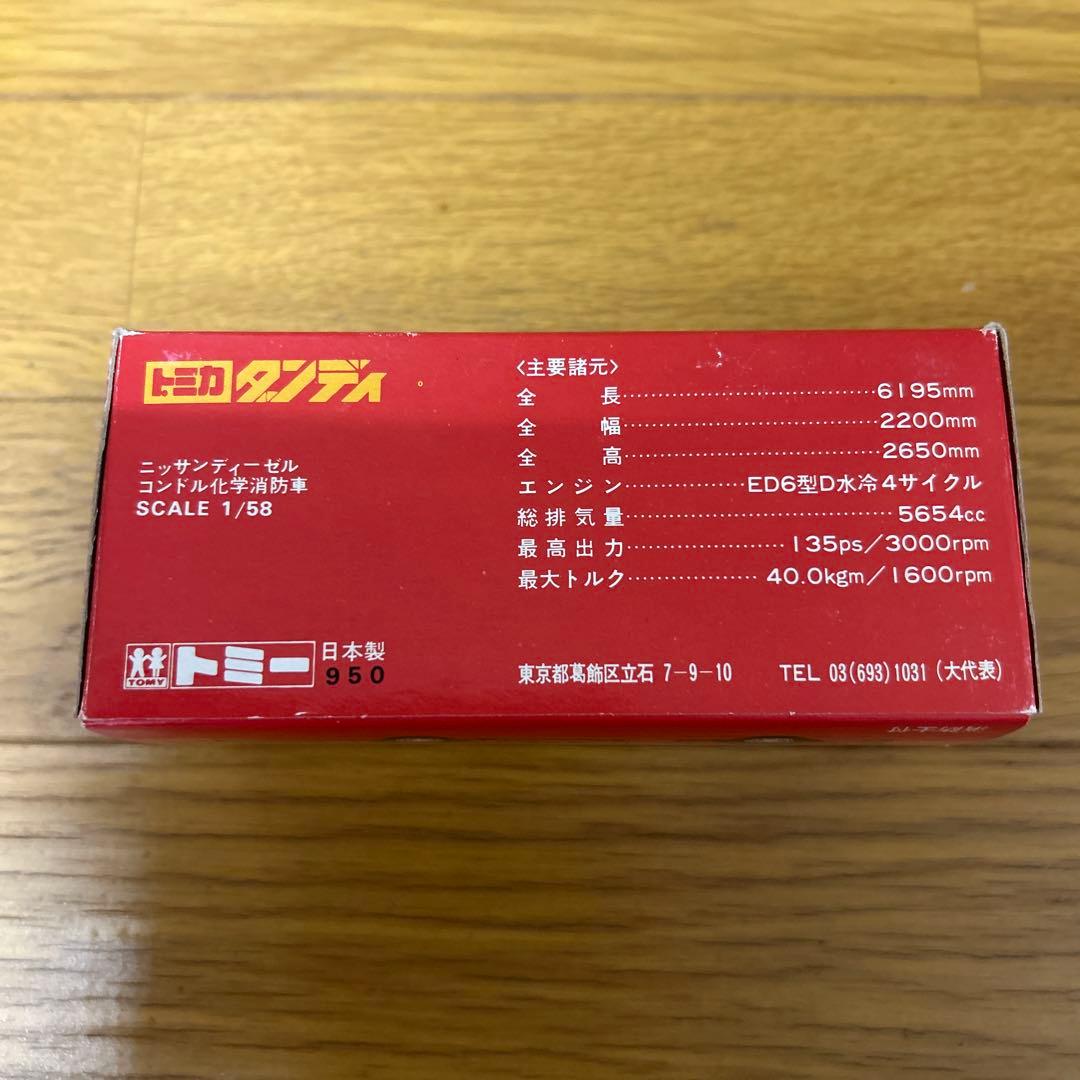 トミカ ダンディ
ニッサンディーゼル
コンドル化学消防車
SCALE 1/58
〈主要諸元〉
全長 6195mm
全幅 2200mm
全高 2650mm
エンジン ED6型D水冷4サイクル
総排気量 5654c.c
最高出力 135ps/3000rpm
最大トルク 40.0kgm/1600rpm
TOMY トミー 日本製
950
東京都葛飾区立石 7-9-10 TEL 03(693)1031 (大代表)